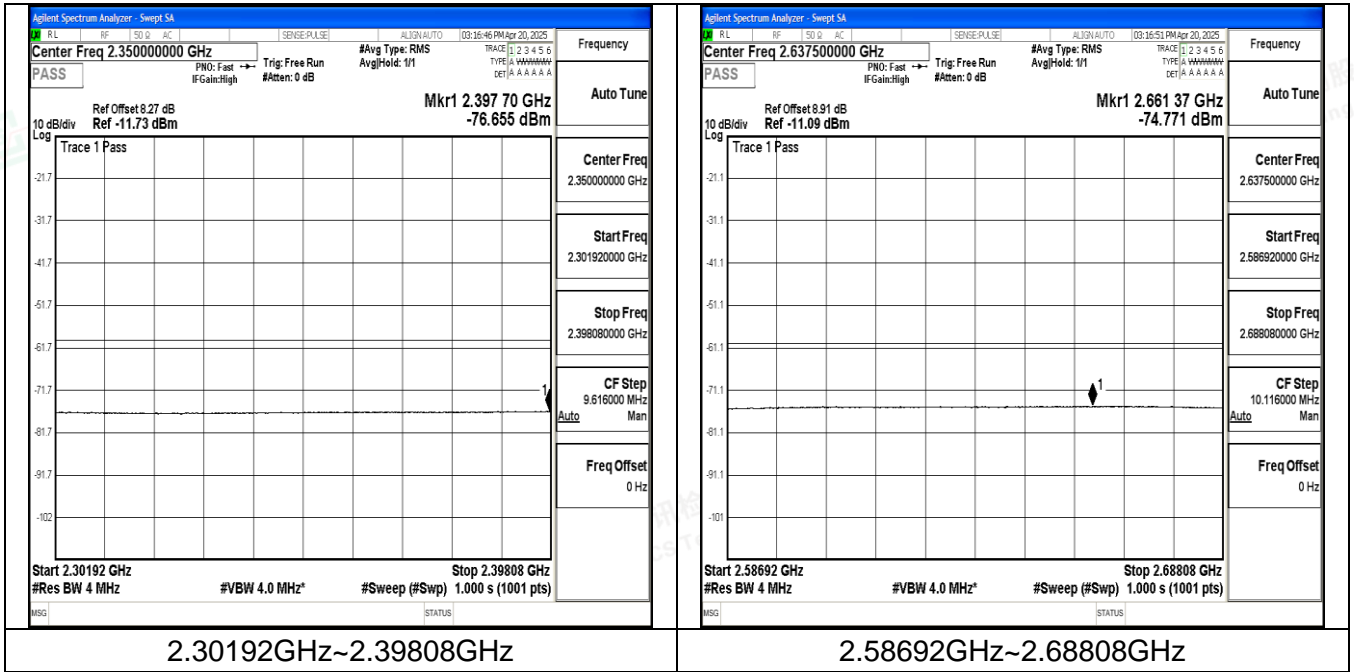 Agilent Spectrum Analyzer - Swept SA
LXI RL RF 50 Ω AC SENSE:PULSE ALIGN AUTO 03:16:46 PM Apr 20, 2025
Center Freq 2.350000000 GHz
PASS
PNO: Fast
IFGain:High
Trig: Free Run
#Atten: 0 dB
#Avg Type: RMS
Avg|Hold: 1/1
TRACE 1 2 3 4 5 6
TYPE A WWWWW
DET A A A A A A
Mkr1 2.397 70 GHz
-76.655 dBm
Ref Offset 8.27 dB
10 dB/div Ref -11.73 dBm
Log
Trace 1 Pass
-21.7
-31.7
-41.7
-51.7
-61.7
-71.7
-81.7
-91.7
-102
1
Start 2.30192 GHz Stop 2.39808 GHz
#Res BW 4 MHz #VBW 4.0 MHz* #Sweep (#Swp) 1.000 s (1001 pts)
MSG STATUS
Frequency
Auto Tune
Center Freq
2.350000000 GHz
Start Freq
2.301920000 GHz
Stop Freq
2.398080000 GHz
CF Step
9.616000 MHz
Auto Man
Freq Offset
0 Hz
2.30192GHz~2.39808GHz
Agilent Spectrum Analyzer - Swept SA
LXI RL RF 50 Ω AC SENSE:PULSE ALIGN AUTO 03:16:51 PM Apr 20, 2025
Center Freq 2.637500000 GHz
PASS
PNO: Fast
IFGain:High
Trig: Free Run
#Atten: 0 dB
#Avg Type: RMS
Avg|Hold: 1/1
TRACE 1 2 3 4 5 6
TYPE A WWWWW
DET A A A A A A
Mkr1 2.661 37 GHz
-74.771 dBm
Ref Offset 8.91 dB
10 dB/div Ref -11.09 dBm
Log
Trace 1 Pass
-21.1
-31.1
-41.1
-51.1
-61.1
-71.1
-81.1
-91.1
-101
1
Start 2.58692 GHz Stop 2.68808 GHz
#Res BW 4 MHz #VBW 4.0 MHz* #Sweep (#Swp) 1.000 s (1001 pts)
MSG STATUS
Frequency
Auto Tune
Center Freq
2.637500000 GHz
Start Freq
2.586920000 GHz
Stop Freq
2.688080000 GHz
CF Step
10.116000 MHz
Auto Man
Freq Offset
0 Hz
2.58692GHz~2.68808GHz